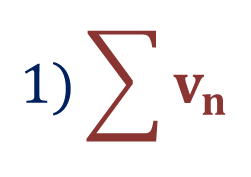 1) ∑ vₙ